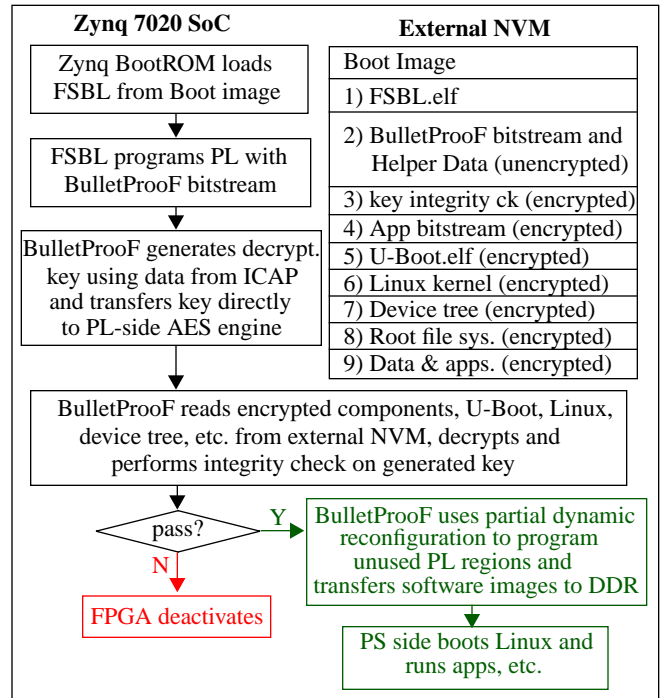 Zynq 7020 SoC
Zynq BootROM loads
FSBL from Boot image
FSBL programs PL with
BulletProoF bitstream
BulletProoF generates decrypt.
key using data from ICAP
and transfers key directly
to PL-side AES engine
External NVM
Boot Image
1) FSBL.elf
2) BulletProoF bitstream and
Helper Data (unencrypted)
3) key integrity ck (encrypted)
4) App bitstream (encrypted)
5) U-Boot.elf (encrypted)
6) Linux kernel (encrypted)
7) Device tree (encrypted)
8) Root file sys. (encrypted)
9) Data & apps. (encrypted)
BulletProoF reads encrypted components, U-Boot, Linux,
device tree, etc. from external NVM, decrypts and
performs integrity check on generated key
pass?
Y
N
FPGA deactivates
BulletProoF uses partial dynamic
reconfiguration to program
unused PL regions and
transfers software images to DDR
PS side boots Linux and
runs apps, etc.